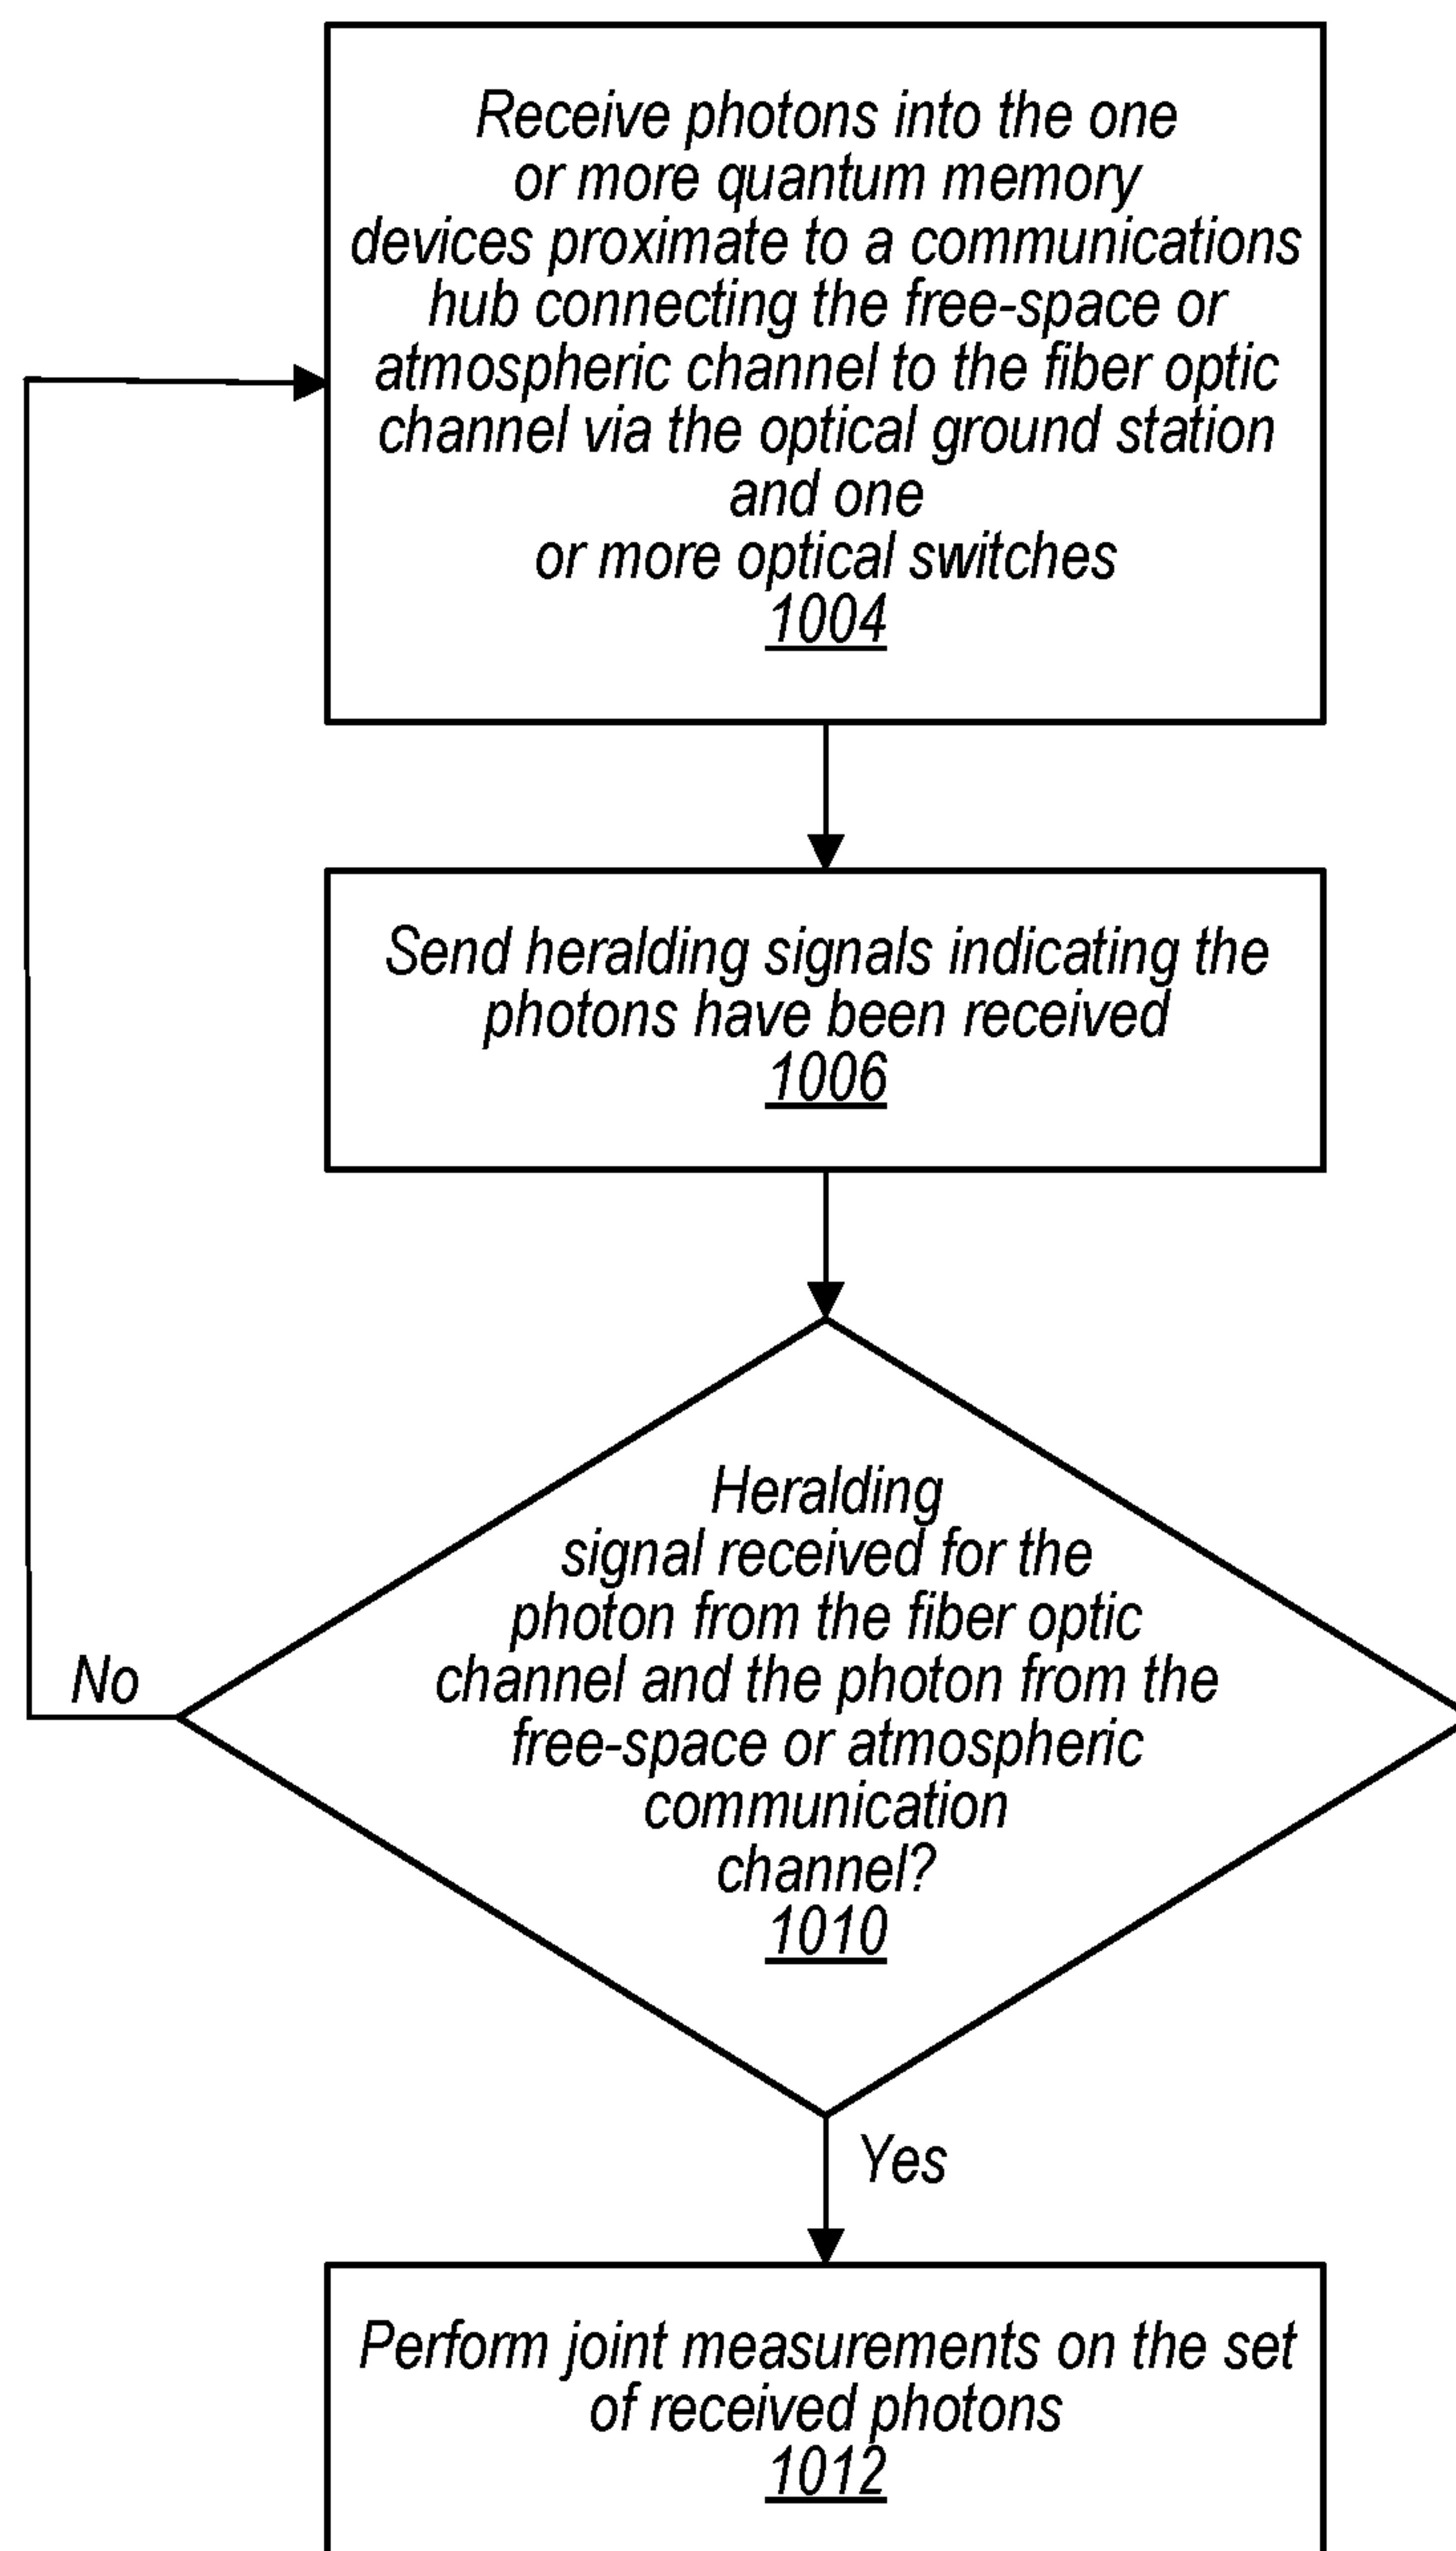 Receive photons into the one
or more quantum memory
devices proximate to a communications
hub connecting the free-space or
atmospheric channel to the fiber optic
channel via the optical ground station
and one
or more optical switches
1004
Send heralding signals indicating the
photons have been received
1006
Heralding
signal received for the
photon from the fiber optic
channel and the photon from the
free-space or atmospheric
communication
channel?
1010
No
Yes
Perform joint measurements on the set
of received photons
1012